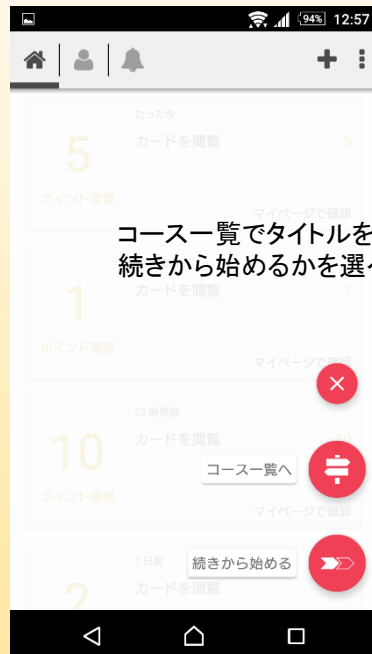 94% 12:57
たった今
カードを閲覧 5
5
ポイント獲得
マイページで確認
コース一覧でタイトルを
続きから始めるかを選べ
カードを閲覧 1
1
ポイント獲得
マイページで確認
22 時間前
カードを閲覧 10
10
ポイント獲得
コース一覧へ
マイページで確認
1 日前
続きから始める
カードを閲覧
2